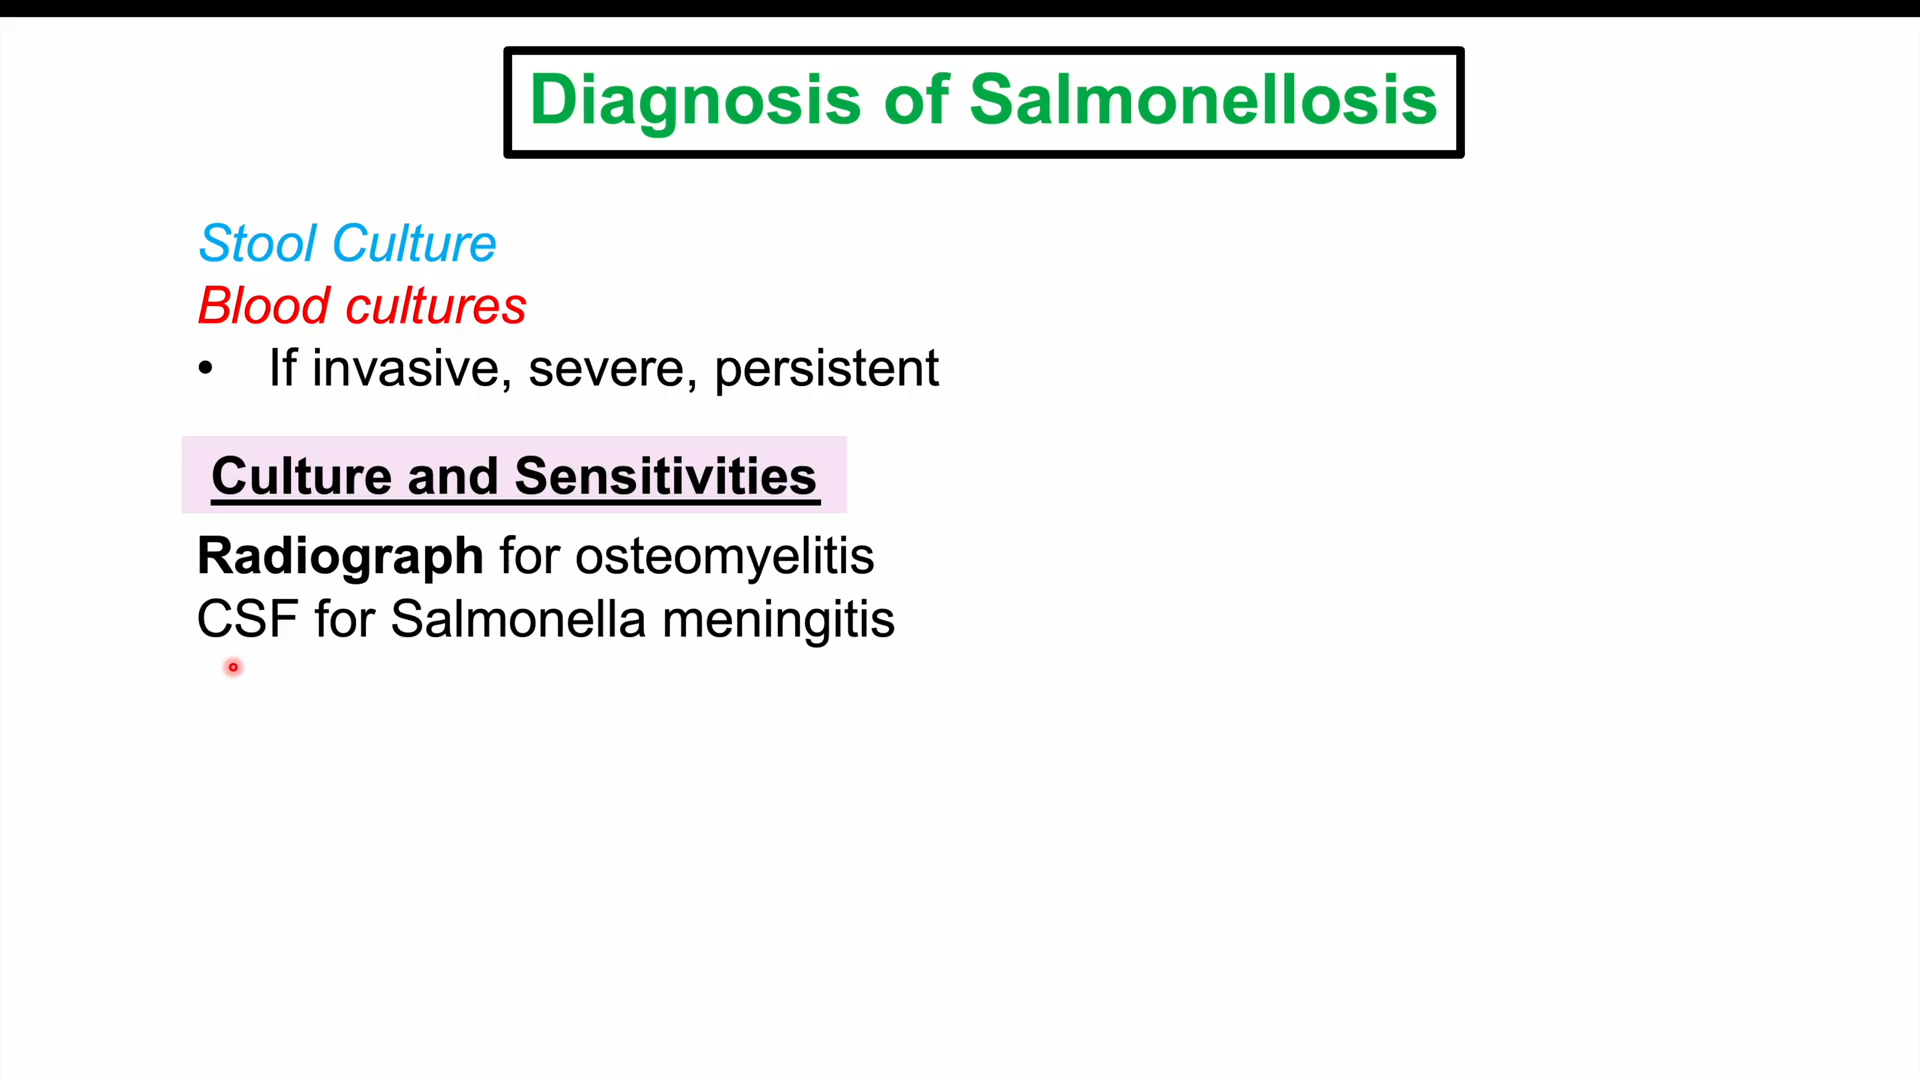 Diagnosis of Salmonellosis
Stool Culture
Blood cultures
• If invasive, severe, persistent
Culture and Sensitivities
Radiograph for osteomyelitis
CSF for Salmonella meningitis